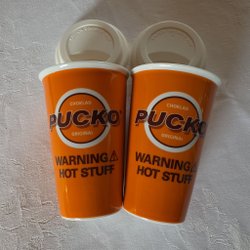 CHOKLAD
PUCKO
ORIGINAL
WARNING
HOT STUFF
CHOKLAD
PUCKO
ORIGINAL
WARNING
HOT STUFF